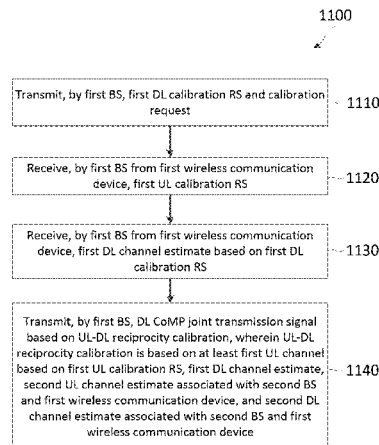 1100
Transmit, by first BS, first DL calibration RS and calibration
request
1110
Receive, by first BS from first wireless communication
device, first UL calibration RS
1120
Receive, by first BS from first wireless communication
device, first DL channel estimate based on first DL
calibration RS
1130
Transmit, by first BS, DL CoMP joint transmission signal
based on UL-DL reciprocity calibration, wherein UL-DL
reciprocity calibration is based on at least first UL channel
based on first UL calibration RS, first DL channel estimate,
second UL channel estimate associated with second BS
and first wireless communication device, and second DL
channel estimate associated with second BS and first
wireless communication device
1140